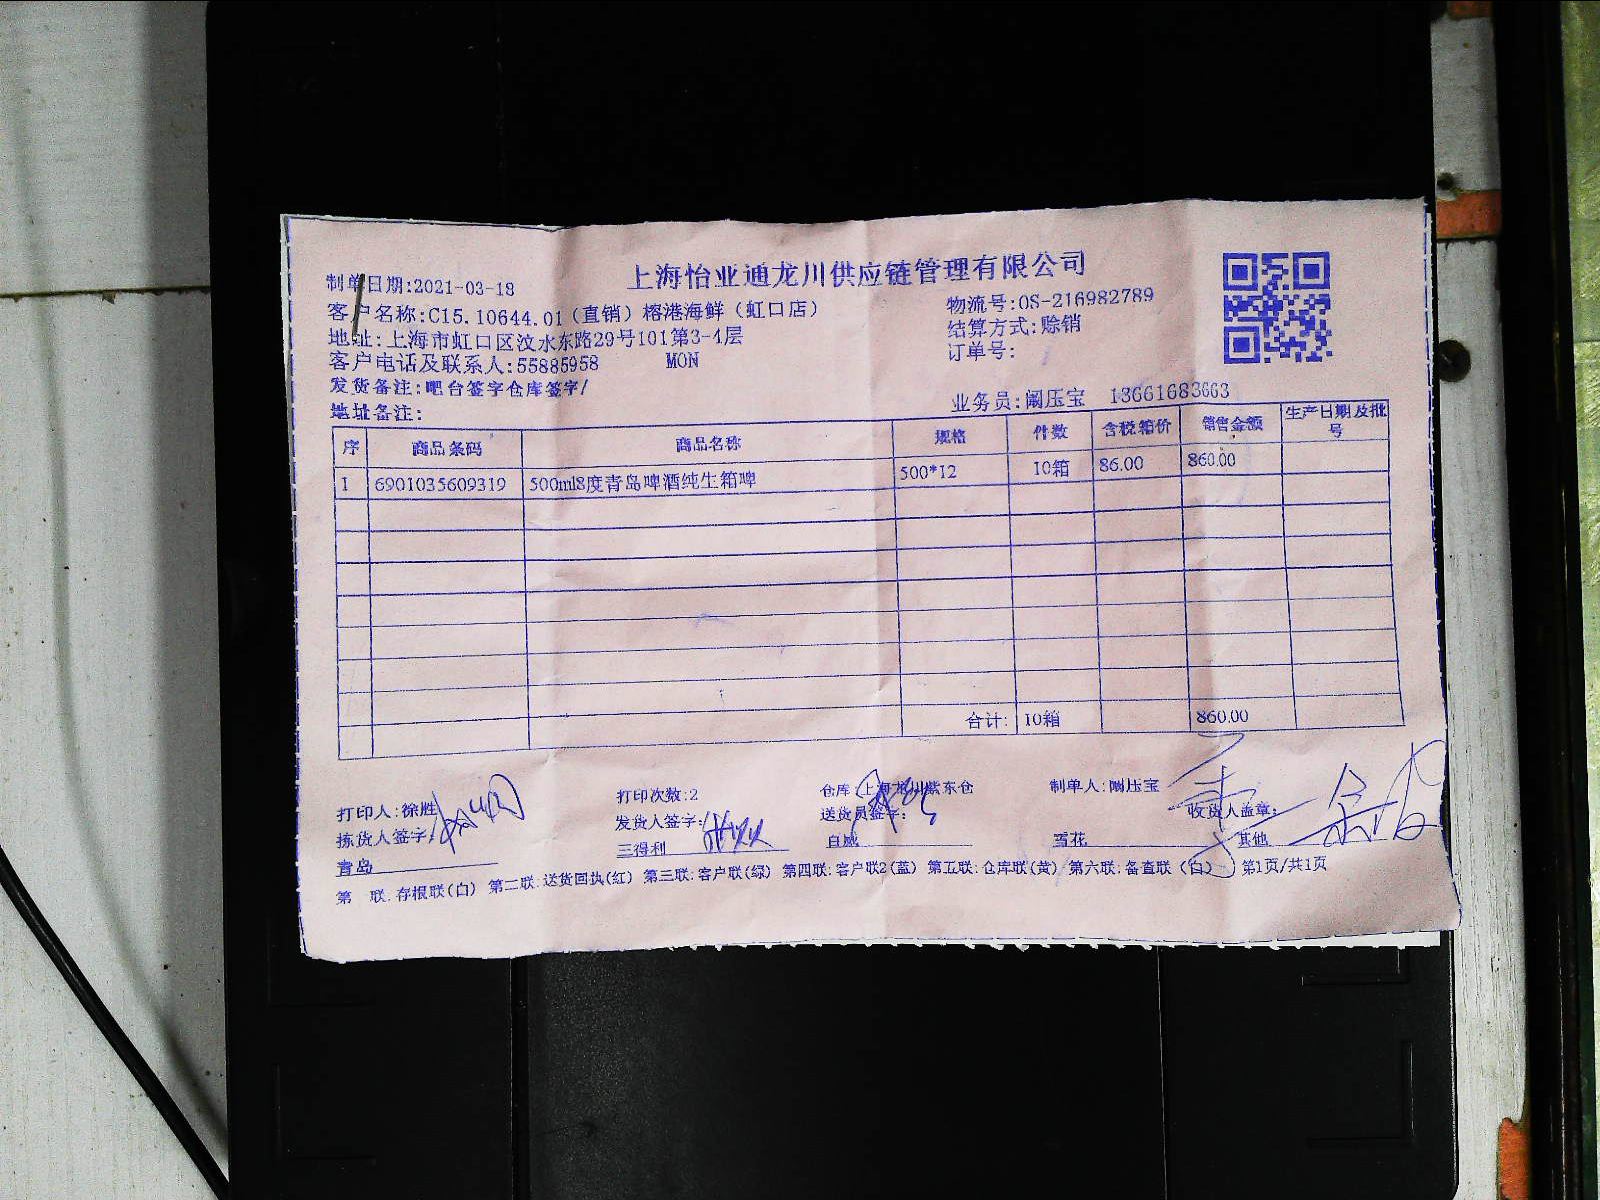 上海怡亚通龙川供应链管理有限公司
制单日期:2021-03-18
客户名称:C15.10644.01（直销）榕港海鲜（虹口店） 物流号:OS-216982789
地址:上海市虹口区汶水东路29号101第3-4层 结算方式:赊销
客户电话及联系人:55885958 MON 订单号:
发货备注:吧台签字仓库签字/
地址备注: 业务员:阚压宝 13661683663
序 商品条码 商品名称 规格 件数 含税箱价 销售金额 生产日期及批号
1 6901035609319 500ml8度青岛啤酒纯生箱啤 500*12 10箱 86.00 860.00
合计: 10箱 860.00
打印人:徐胜 打印次数:2 仓库:上海龙川紫东仓 制单人:阚压宝
拣货人签字: 发货人签字: 送货员签字: 收货人盖章:
青岛 三得利 百威 雪花 其他
第 联:存根联(白) 第二联:送货回执(红) 第三联:客户联(绿) 第四联:客户联2(蓝) 第五联:仓库联(黄) 第六联:备查联（白） 第1页/共1页